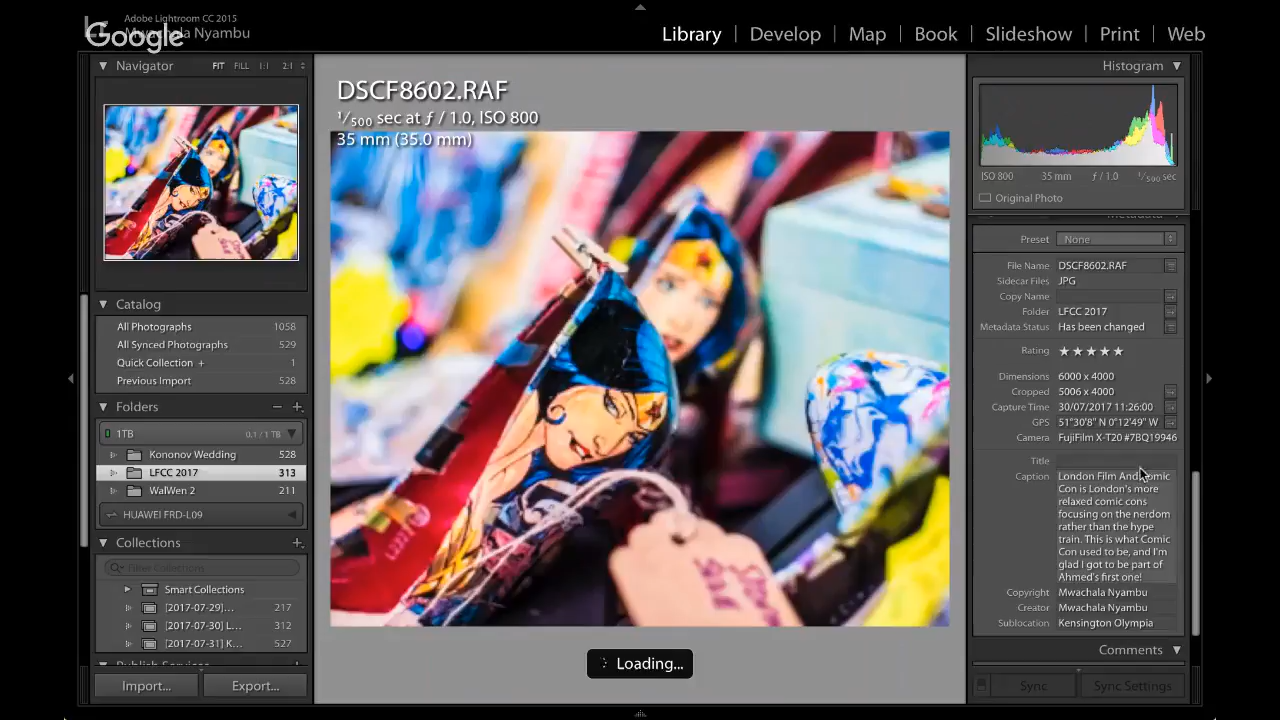 Adobe Lightroom CC 2015
Mwachala Nyambu
Google
Library | Develop | Map | Book | Slideshow | Print | Web
Navigator FIT FILL 1:1 2:1
Catalog
All Photographs 1058
All Synced Photographs 529
Quick Collection + 1
Previous Import 528
Folders
1TB 0.1 / 1 TB
Kononov Wedding 528
LFCC 2017 313
WalWen 2 211
HUAWEI FRD-L09
Collections
Filter Collections
Smart Collections
[2017-07-29]... 217
[2017-07-30] L... 312
[2017-07-31] K... 527
Publish Services
Import... Export...
DSCF8602.RAF
1/500 sec at f / 1.0, ISO 800
35 mm (35.0 mm)
Loading...
Histogram
ISO 800 35 mm f / 1.0 1/500 sec
Original Photo
Metadata
Preset None
File Name DSCF8602.RAF
Sidecar Files JPG
Copy Name
Folder LFCC 2017
Metadata Status Has been changed
Rating ★★★★★
Dimensions 6000 x 4000
Cropped 5006 x 4000
Capture Time 30/07/2017 11:26:00
GPS 51°30'8" N 0°12'49" W
Camera FujiFilm X-T20 #7BQ19946
Title
Caption London Film And Comic
Con is London's more
relaxed comic cons
focusing on the nerdom
rather than the hype
train. This is what Comic
Con used to be, and I'm
glad I got to be part of
Ahmed's first one!
Copyright Mwachala Nyambu
Creator Mwachala Nyambu
Sublocation Kensington Olympia
Comments
Sync Sync Settings